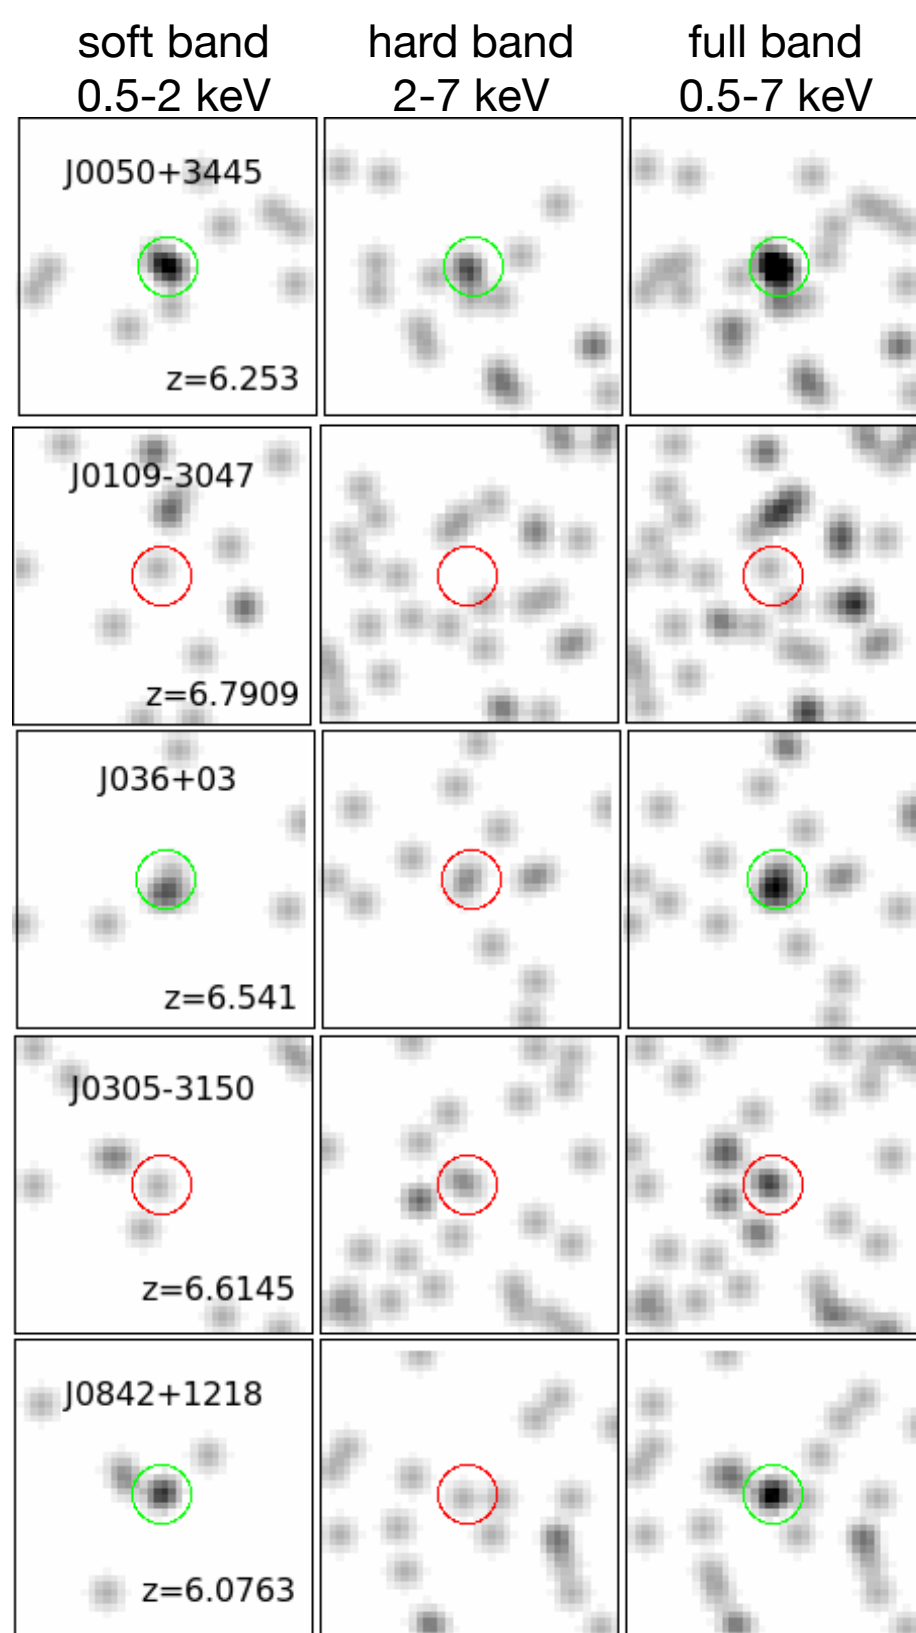 soft band hard band full band
0.5-2 keV 2-7 keV 0.5-7 keV
J0050+3445
z=6.253
J0109-3047
z=6.7909
J036+03
z=6.541
J0305-3150
z=6.6145
J0842+1218
z=6.0763